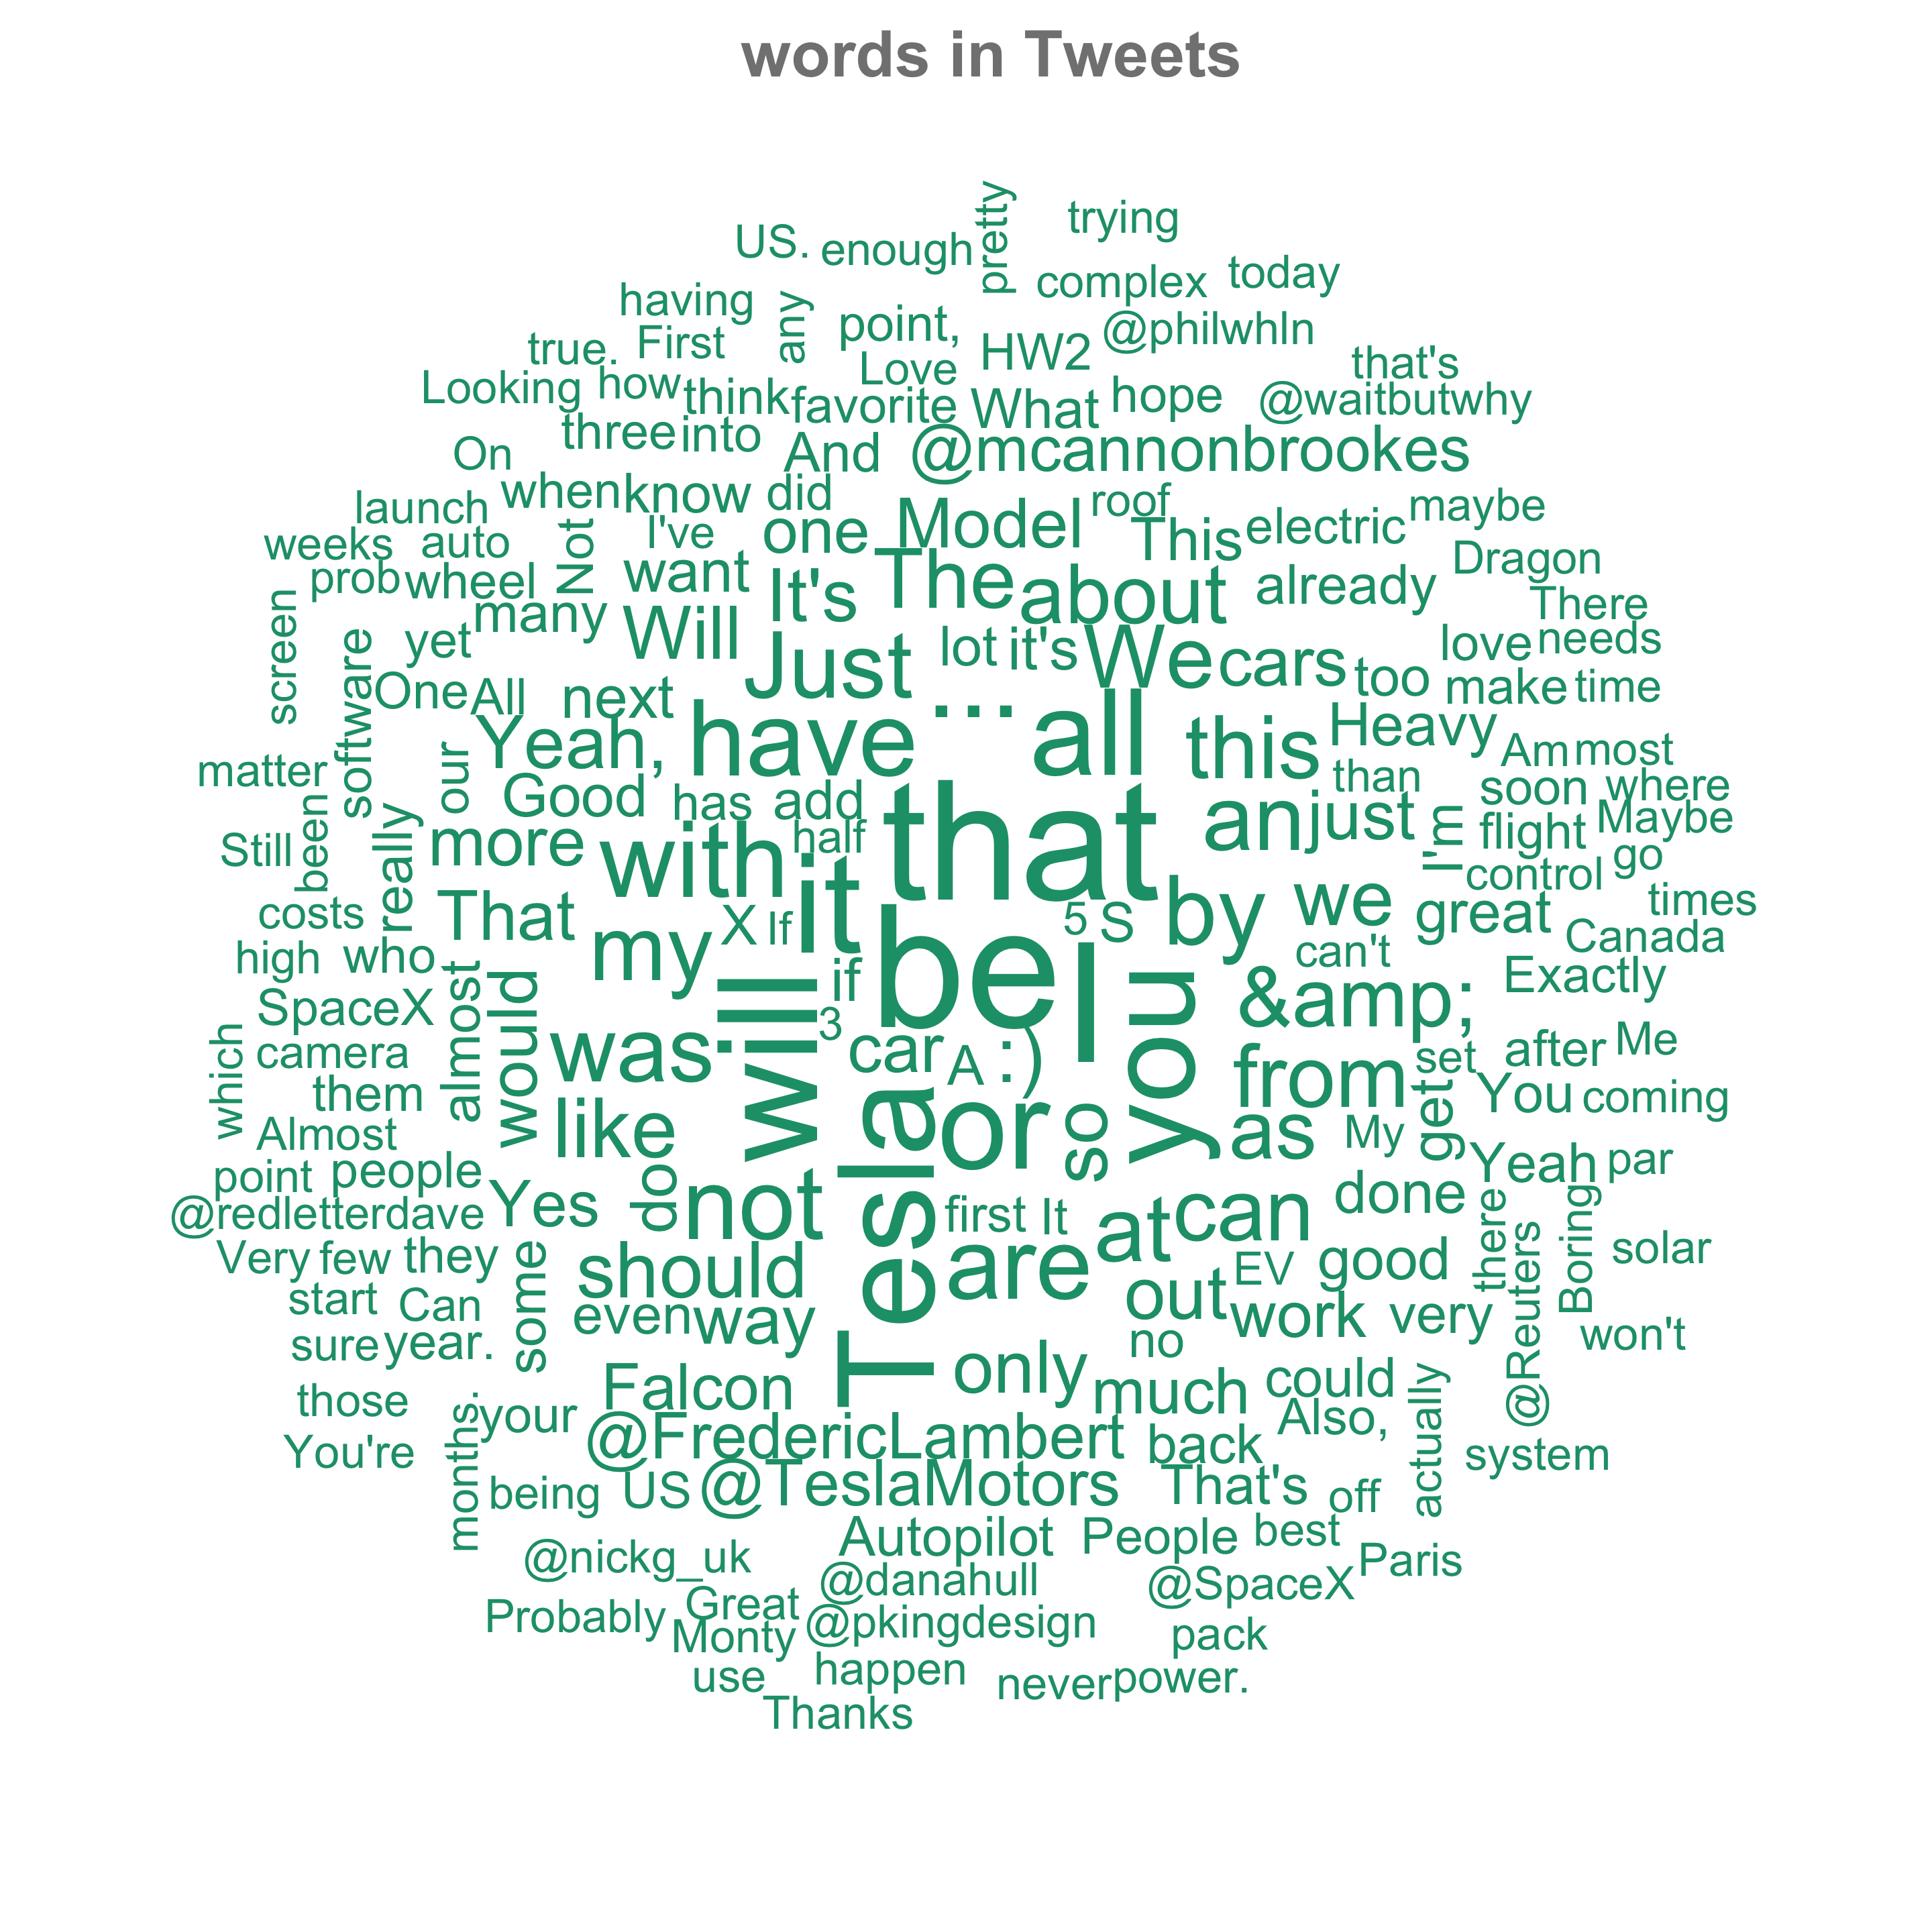 words in Tweets
pretty
trying
US.
enough
complex
today
having
any
point,
HW2
@philwhln
true.
First
Love
that's
Looking
how
think
favorite
What
hope
@waitbutwhy
three
into
On
And
@mcannonbrookes
when
know
did
launch
roof
maybe
I've
one
Model
This
electric
weeks
auto
Not
Dragon
prob
wheel
want
It's
The
about
already
There
screen
many
Will
yet
software
Just
lot
it's
We
cars
too
love
needs
One
All
next
...
make
time
Yeah,
have
all
this
Heavy
Am
most
matter
our
than
Good
has
add
soon
where
that
an
just
I'm
flight
Maybe
Still
been
really
more
with
half
it
control
go
costs
That
X
If
be
5
S
by
we
great
times
Canada
high
who
my
if
I
can't
Exactly
almost
would
will
you
&amp;
SpaceX
3
which
camera
was
car
A
:)
from
set
after
Me
them
like
Tesla
or
so
as
My
get
You
coming
Almost
point
people
Yeah
par
@redletterdave
Yes
do
not
first
It
at
can
done
there
Boring
Very
few
they
some
should
are
EV
good
@Reuters
solar
start
Can
even
way
out
work
very
sure
year.
no
won't
Falcon
only
much
could
actually
those
months.
your
@FredericLambert
back
Also,
You're
system
being
US
@TeslaMotors
That's
off
Autopilot
People
best
@nickg_uk
@danahull
@SpaceX
Paris
Probably
Great
@pkingdesign
Monty
pack
use
happen
never
power.
Thanks